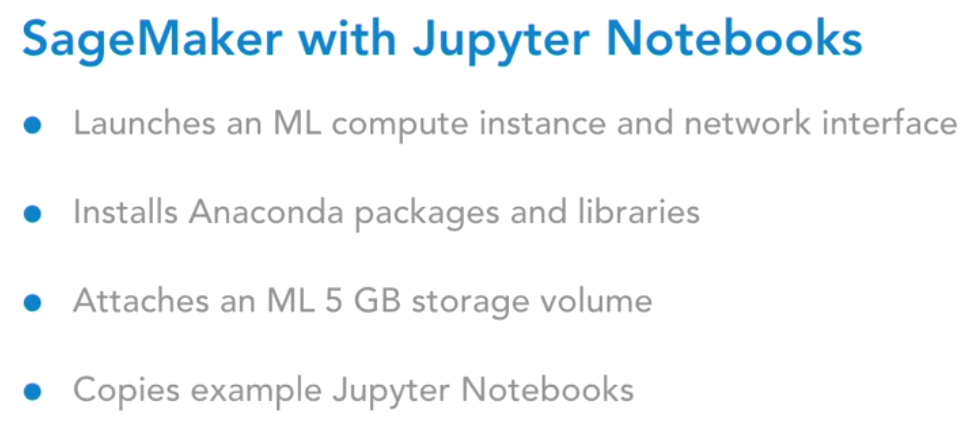 SageMaker with Jupyter Notebooks
● Launches an ML compute instance and network interface
● Installs Anaconda packages and libraries
● Attaches an ML 5 GB storage volume
● Copies example Jupyter Notebooks